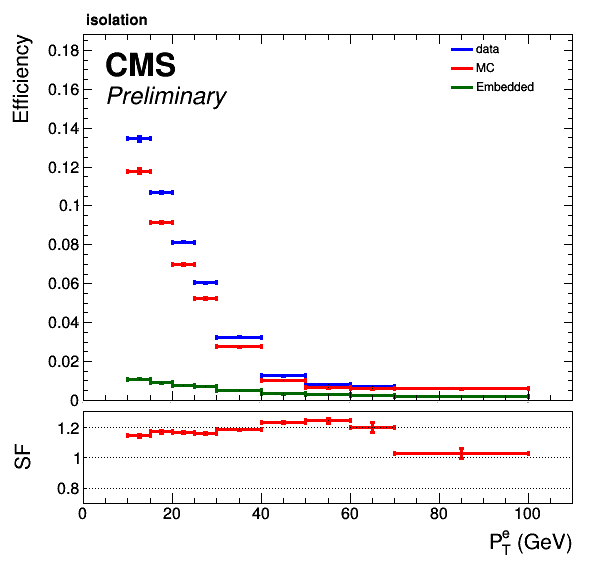 isolation
CMS
Preliminary
data
MC
Embedded
Efficiency
0.18
0.16
0.14
0.12
0.1
0.08
0.06
0.04
0.02
0
SF
1.2
1
0.8
0 20 40 60 80 100
P_T^e (GeV)